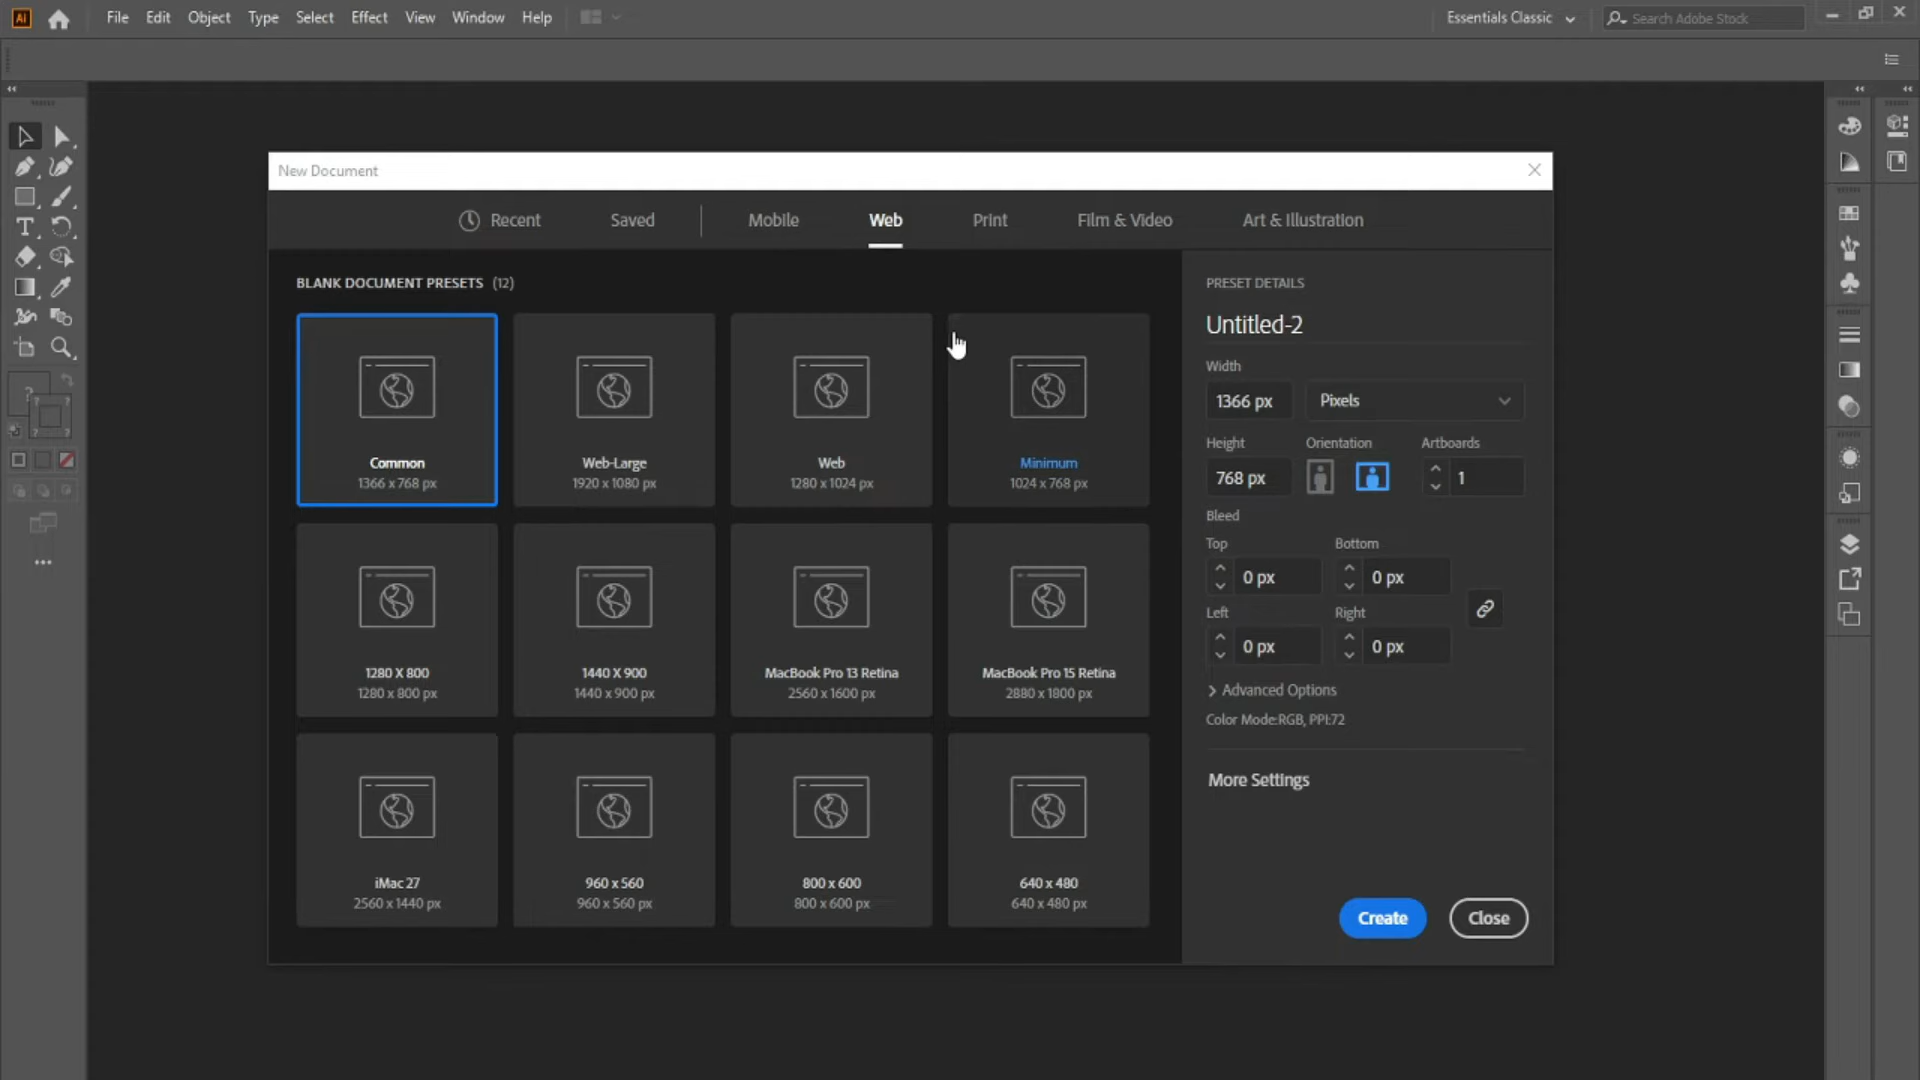 Ai
File Edit Object Type Select Effect View Window Help
Essentials Classic
Search Adobe Stock
New Document
Recent Saved Mobile Web Print Film & Video Art & Illustration
BLANK DOCUMENT PRESETS (12)
Common
1366 x 768 px
Web-Large
1920 x 1080 px
Web
1280 x 1024 px
Minimum
1024 x 768 px
1280 X 800
1280 x 800 px
1440 X 900
1440 x 900 px
MacBook Pro 13 Retina
2560 x 1600 px
MacBook Pro 15 Retina
2880 x 1800 px
iMac 27
2560 x 1440 px
960 x 560
960 x 560 px
800 x 600
800 x 600 px
640 x 480
640 x 480 px
PRESET DETAILS
Untitled-2
Width
1366 px Pixels
Height Orientation Artboards
768 px 1
Bleed
Top Bottom
0 px 0 px
Left Right
0 px 0 px
Advanced Options
Color Mode:RGB, PPI:72
More Settings
Create Close